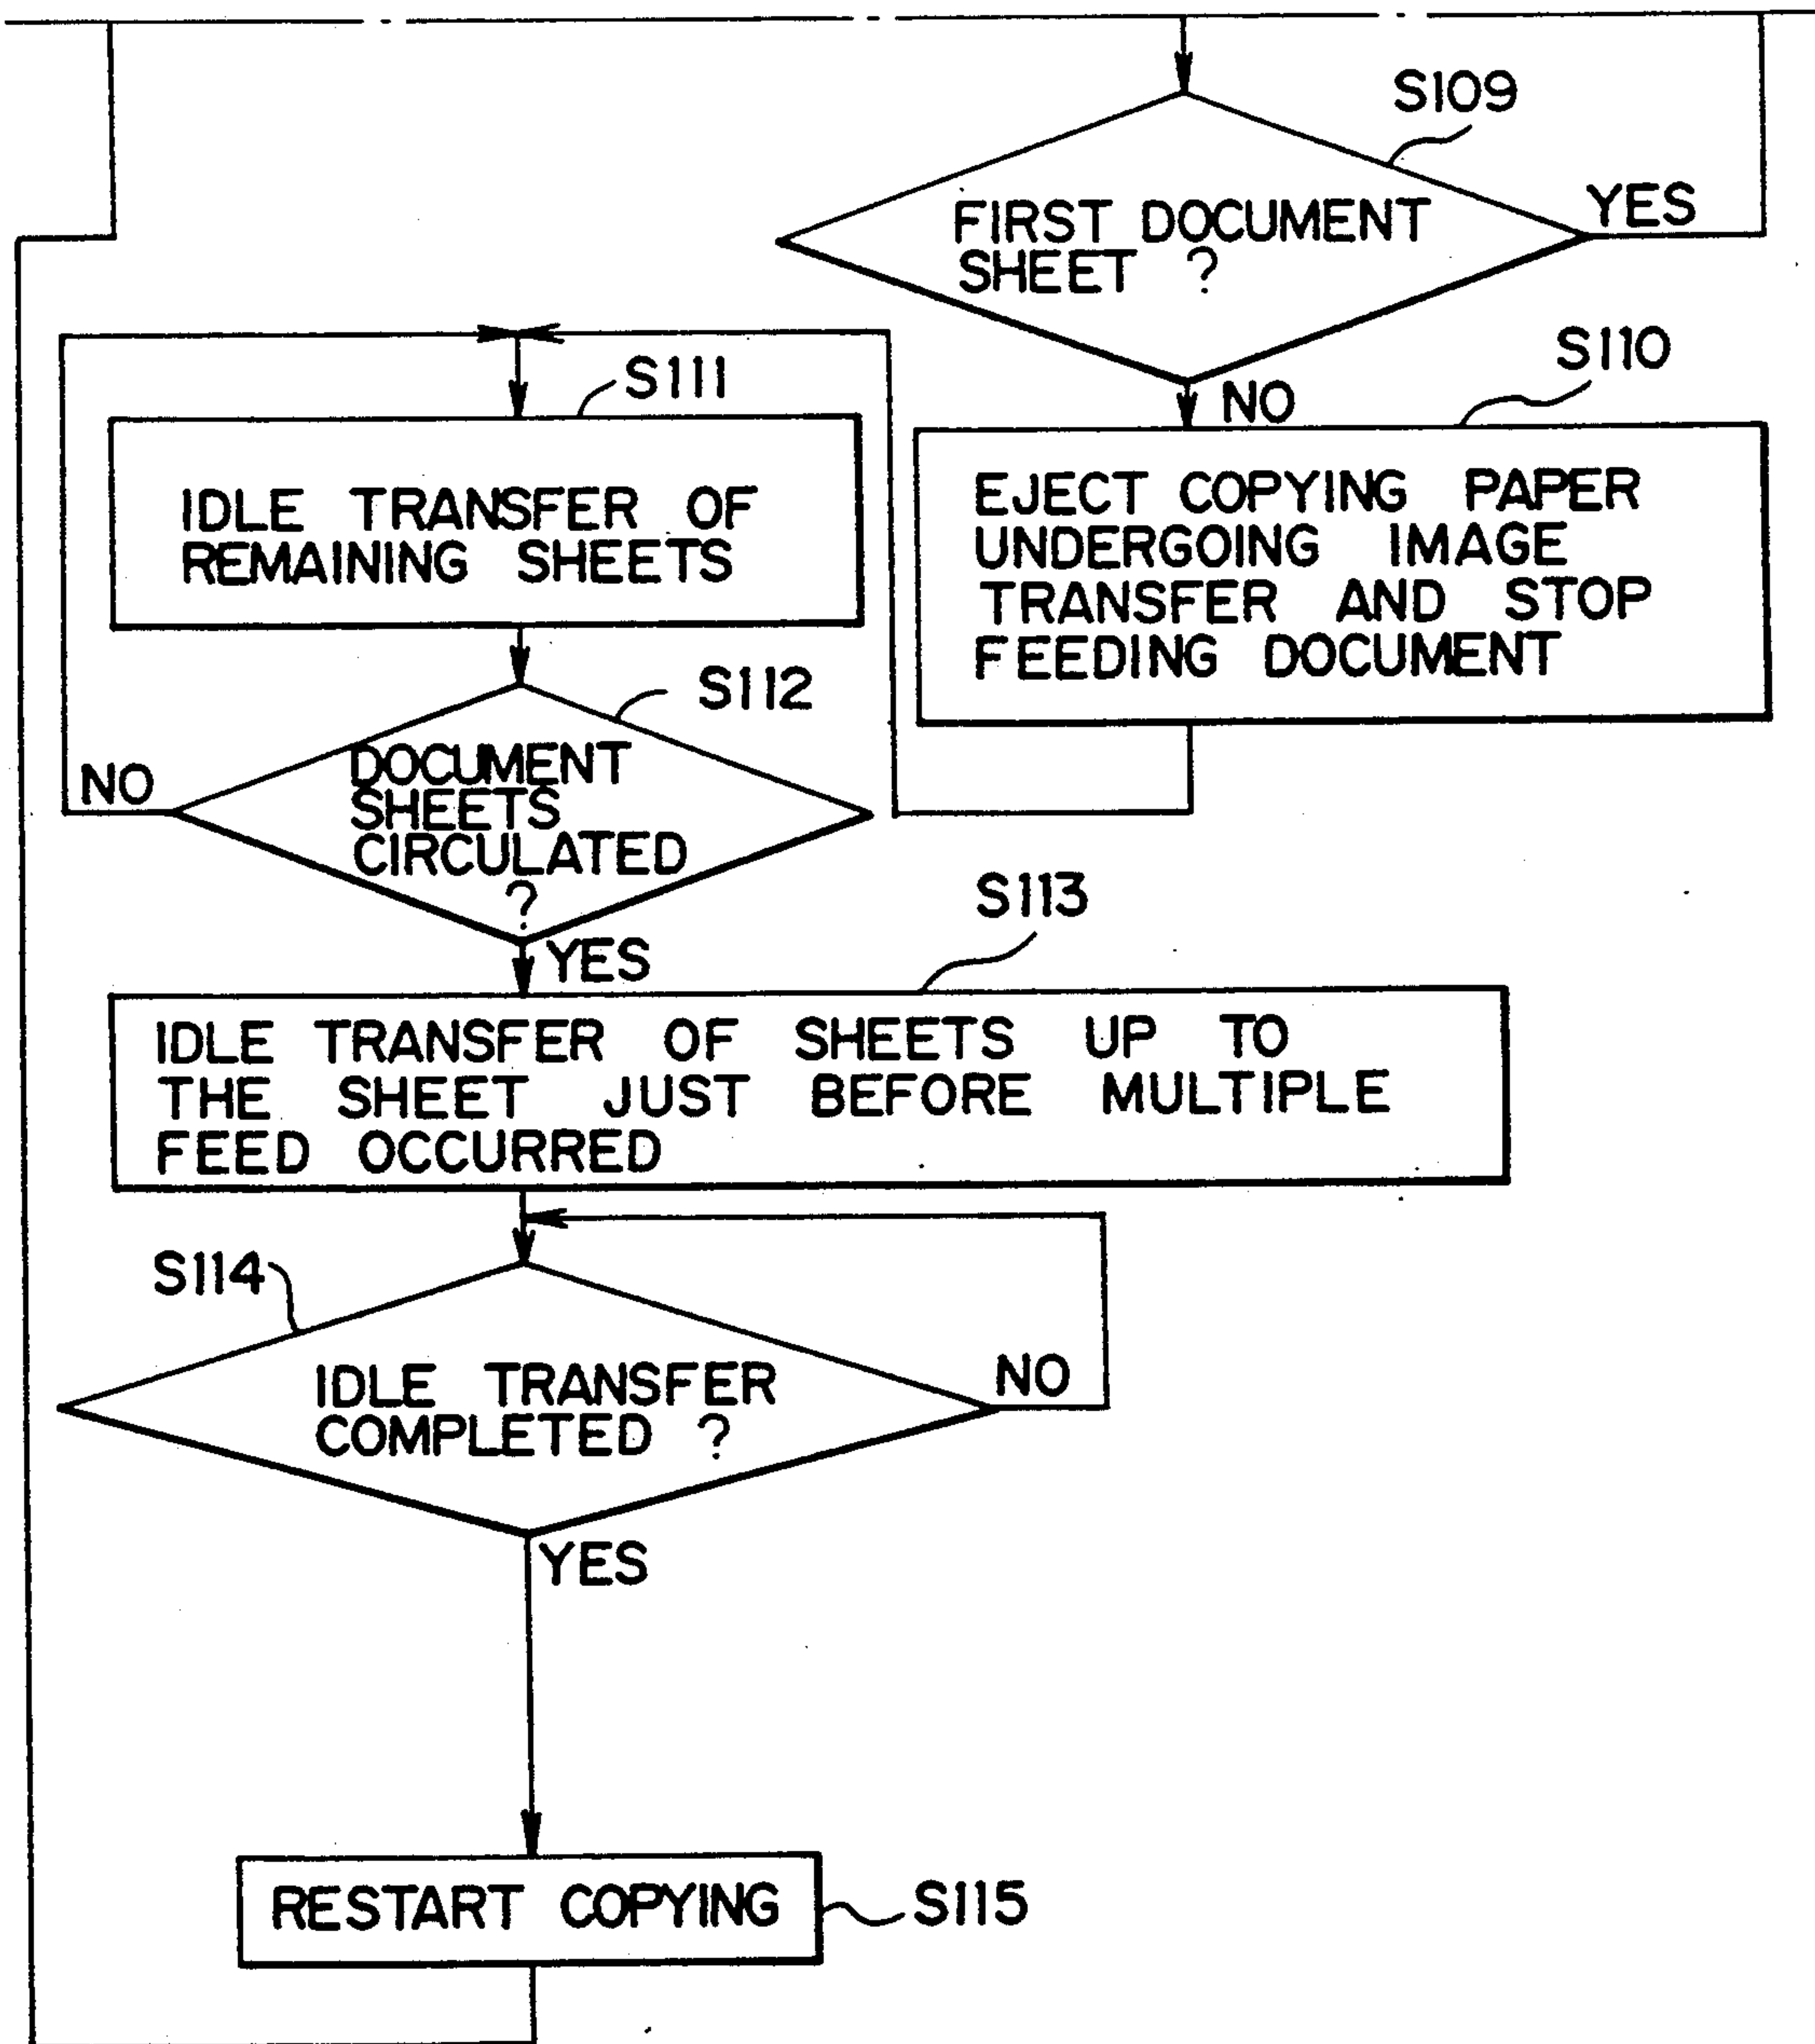 S109
FIRST DOCUMENT
SHEET ?
YES
NO
S110
EJECT COPYING PAPER
UNDERGOING IMAGE
TRANSFER AND STOP
FEEDING DOCUMENT
S111
IDLE TRANSFER OF
REMAINING SHEETS
S112
DOCUMENT
SHEETS
CIRCULATED
?
NO
YES
S113
IDLE TRANSFER OF SHEETS UP TO
THE SHEET JUST BEFORE MULTIPLE
FEED OCCURRED
S114
IDLE TRANSFER
COMPLETED ?
NO
YES
RESTART COPYING
S115